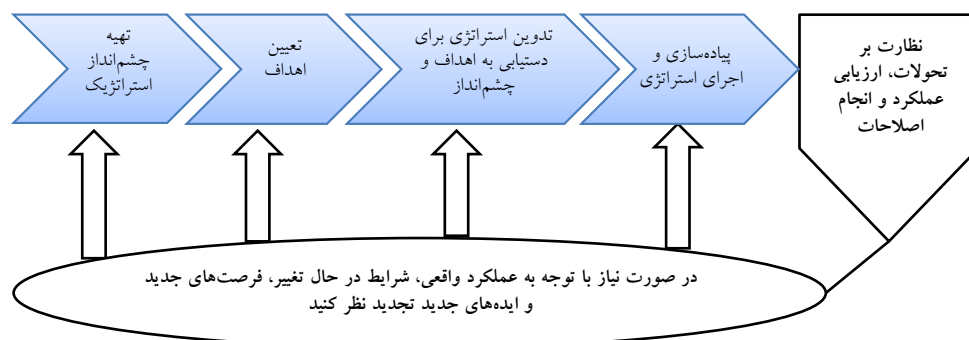 تهیه
چشم‌انداز
استراتژیک
تعیین
اهداف
تدوین استراتژی برای
دستیابی به اهداف و
چشم‌انداز
پیاده‌سازی و
اجرای استراتژی
نظارت بر
تحولات، ارزیابی
عملکرد و انجام
اصلاحات
در صورت نیاز با توجه به عملکرد واقعی، شرایط در حال تغییر، فرصت‌های جدید
و ایده‌های جدید تجدید نظر کنید